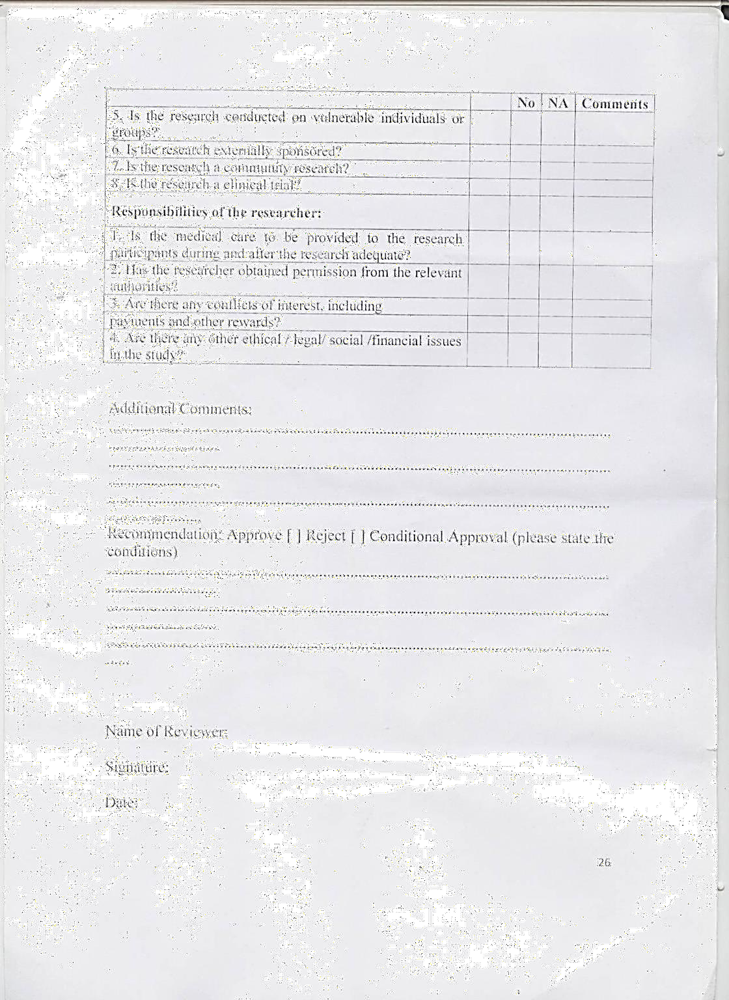 No NA Comments
5. Is the research conducted on vulnerable individuals or
groups?
6. Is the research externally sponsored?
7. Is the research a community research?
8. Is the research a clinical trial?
Responsibilities of the researcher:
1. Is the medical care to be provided to the research
participants during and after the research adequate?
2. Has the researcher obtained permission from the relevant
authorities?
3. Are there any conflicts of interest, including
payments and other rewards?
4. Are there any other ethical / legal/ social /financial issues
in the study?
Additional Comments:
Recommendation: Approve [ ] Reject [ ] Conditional Approval (please state the
conditions)
Name of Reviewer:
Signature:
Date:
26